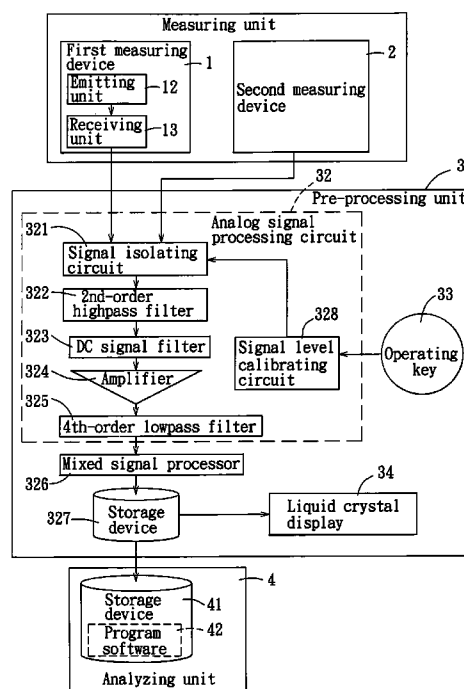 Measuring unit
First measuring
device
1
Emitting
unit
12
Receiving
unit
13
2
Second measuring
device
3
32
Pre-processing unit
Analog signal
processing circuit
321
Signal isolating
circuit
322
2nd-order
highpass filter
323
DC signal filter
324
Amplifier
325
4th-order lowpass filter
328
Signal level
calibrating
circuit
33
Operating
key
326
Mixed signal processor
327
Storage
device
34
Liquid crystal
display
4
Storage
device
41
42
Program
software
Analyzing unit